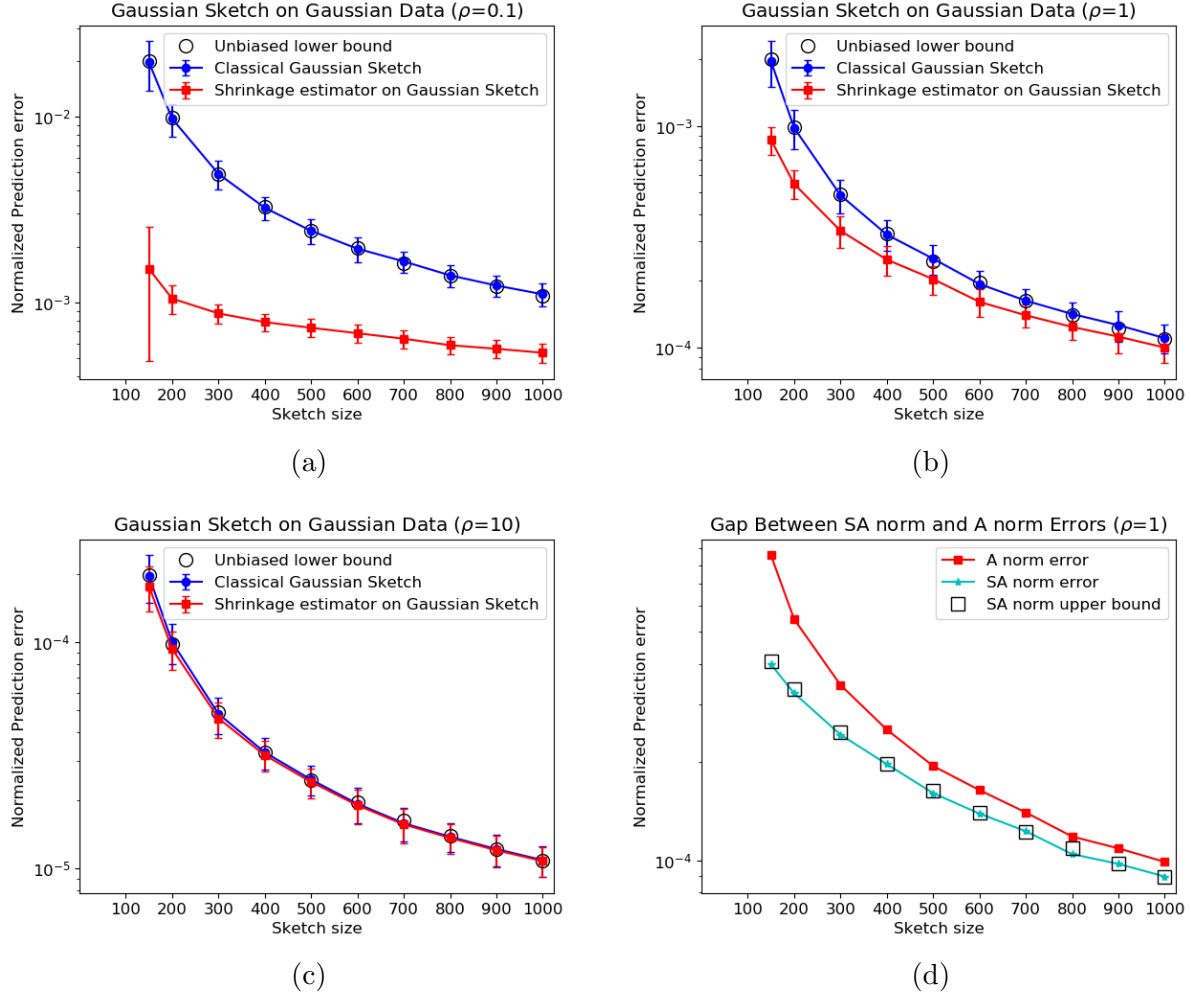 Gaussian Sketch on Gaussian Data (ρ=0.1)
Normalized Prediction error
10⁻²
10⁻³
Unbiased lower bound
Classical Gaussian Sketch
Shrinkage estimator on Gaussian Sketch
100 200 300 400 500 600 700 800 900 1000
Sketch size
(a)
Gaussian Sketch on Gaussian Data (ρ=1)
Normalized Prediction error
10⁻³
10⁻⁴
Unbiased lower bound
Classical Gaussian Sketch
Shrinkage estimator on Gaussian Sketch
100 200 300 400 500 600 700 800 900 1000
Sketch size
(b)
Gaussian Sketch on Gaussian Data (ρ=10)
Normalized Prediction error
10⁻⁴
10⁻⁵
Unbiased lower bound
Classical Gaussian Sketch
Shrinkage estimator on Gaussian Sketch
100 200 300 400 500 600 700 800 900 1000
Sketch size
(c)
Gap Between SA norm and A norm Errors (ρ=1)
Normalized Prediction error
10⁻⁴
A norm error
SA norm error
SA norm upper bound
100 200 300 400 500 600 700 800 900 1000
Sketch size
(d)